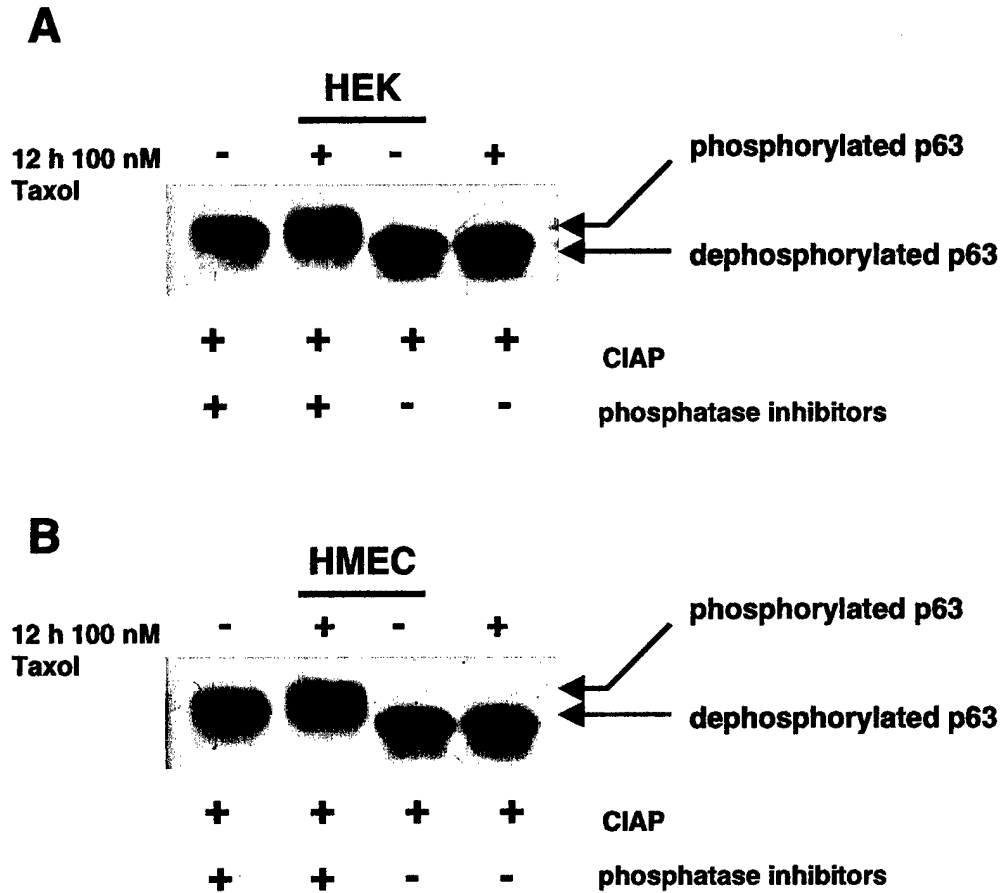 A
HEK
12 h 100 nM
Taxol
- + - +
phosphorylated p63
dephosphorylated p63
+ + + +
CIAP
+ + - -
phosphatase inhibitors
B
HMEC
12 h 100 nM
Taxol
- + - +
phosphorylated p63
dephosphorylated p63
+ + + +
CIAP
+ + - -
phosphatase inhibitors